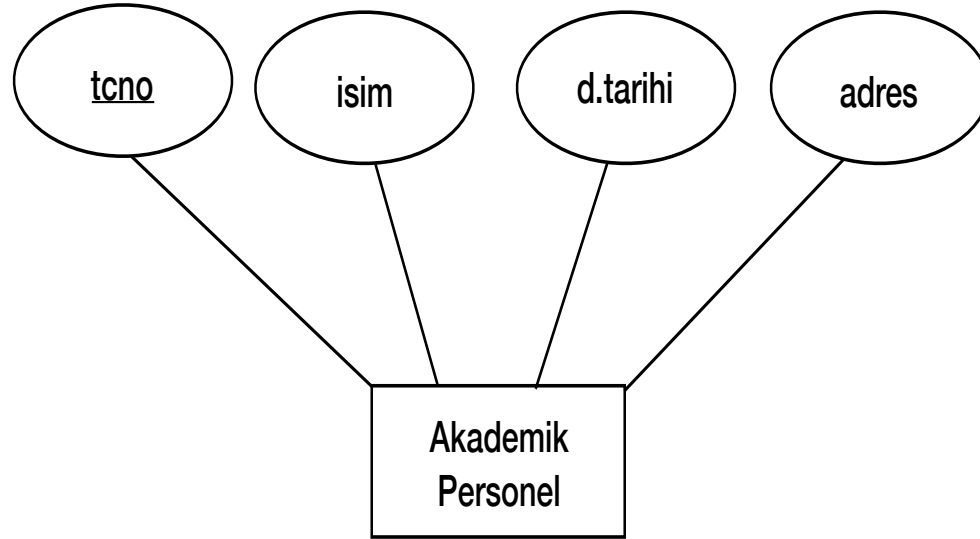 tcno
isim
d.tarihi
adres
Akademik
Personel